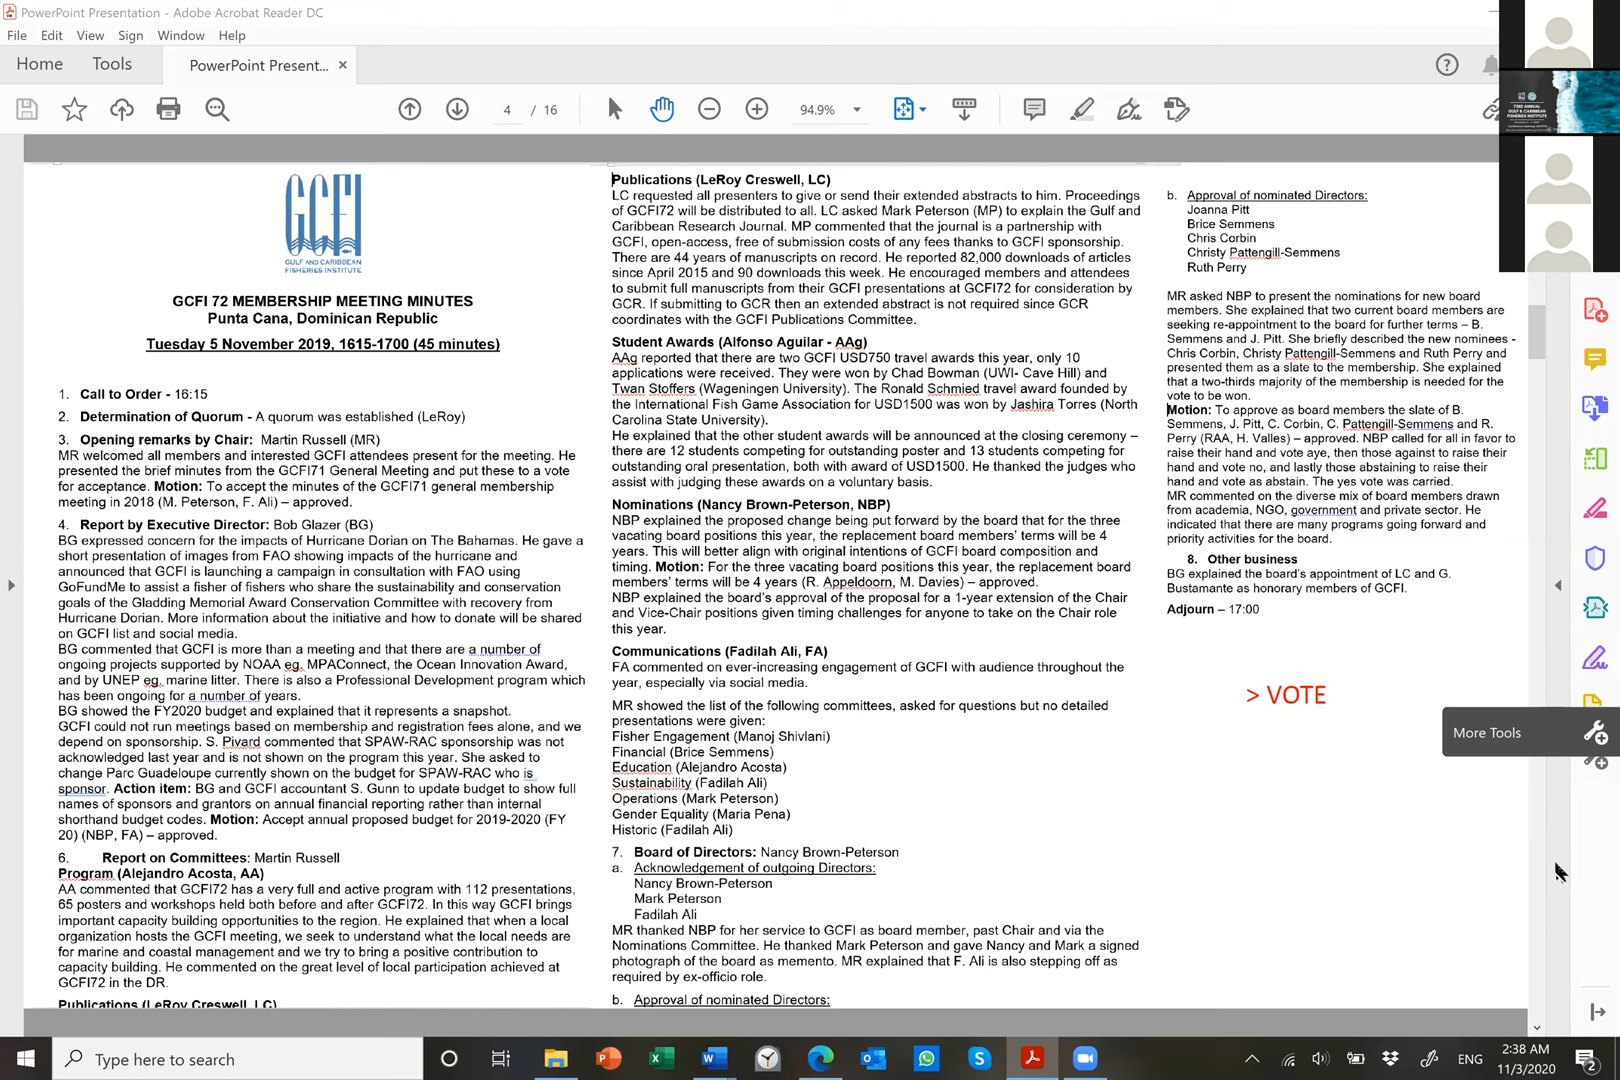 PowerPoint Presentation - Adobe Acrobat Reader DC
File Edit View Sign Window Help
Home Tools PowerPoint Present... ×
4 / 16 94.9%
GCFI
GULF AND CARIBBEAN
FISHERIES INSTITUTE
GCFI 72 MEMBERSHIP MEETING MINUTES
Punta Cana, Dominican Republic
Tuesday 5 November 2019, 1615-1700 (45 minutes)
1. Call to Order - 16:15
2. Determination of Quorum - A quorum was established (LeRoy)
3. Opening remarks by Chair: Martin Russell (MR)
MR welcomed all members and interested GCFI attendees present for the meeting. He
presented the brief minutes from the GCFI71 General Meeting and put these to a vote
for acceptance. Motion: To accept the minutes of the GCFI71 general membership
meeting in 2018 (M. Peterson, F. Ali) – approved.
4. Report by Executive Director: Bob Glazer (BG)
BG expressed concern for the impacts of Hurricane Dorian on The Bahamas. He gave a
short presentation of images from FAO showing impacts of the hurricane and
announced that GCFI is launching a campaign in consultation with FAO using
GoFundMe to assist a fisher of fishers who share the sustainability and conservation
goals of the Gladding Memorial Award Conservation Committee with recovery from
Hurricane Dorian. More information about the initiative and how to donate will be shared
on GCFI list and social media.
BG commented that GCFI is more than a meeting and that there are a number of
ongoing projects supported by NOAA eg. MPAConnect, the Ocean Innovation Award,
and by UNEP eg. marine litter. There is also a Professional Development program which
has been ongoing for a number of years.
BG showed the FY2020 budget and explained that it represents a snapshot.
GCFI could not run meetings based on membership and registration fees alone, and we
depend on sponsorship. S. Pivard commented that SPAW-RAC sponsorship was not
acknowledged last year and is not shown on the program this year. She asked to
change Parc Guadeloupe currently shown on the budget for SPAW-RAC who is
sponsor. Action item: BG and GCFI accountant S. Gunn to update budget to show full
names of sponsors and grantors on annual financial reporting rather than internal
shorthand budget codes. Motion: Accept annual proposed budget for 2019-2020 (FY
20) (NBP, FA) – approved.
6. Report on Committees: Martin Russell
Program (Alejandro Acosta, AA)
AA commented that GCFI72 has a very full and active program with 112 presentations,
65 posters and workshops held both before and after GCFI72. In this way GCFI brings
important capacity building opportunities to the region. He explained that when a local
organization hosts the GCFI meeting, we seek to understand what the local needs are
for marine and coastal management and we try to bring a positive contribution to
capacity building. He commented on the great level of local participation achieved at
GCFI72 in the DR.
Publications (LeRoy Creswell, LC)
Publications (LeRoy Creswell, LC)
LC requested all presenters to give or send their extended abstracts to him. Proceedings
of GCFI72 will be distributed to all. LC asked Mark Peterson (MP) to explain the Gulf and
Caribbean Research Journal. MP commented that the journal is a partnership with
GCFI, open-access, free of submission costs of any fees thanks to GCFI sponsorship.
There are 44 years of manuscripts on record. He reported 82,000 downloads of articles
since April 2015 and 90 downloads this week. He encouraged members and attendees
to submit full manuscripts from their GCFI presentations at GCFI72 for consideration by
GCR. If submitting to GCR then an extended abstract is not required since GCR
coordinates with the GCFI Publications Committee.
Student Awards (Alfonso Aguilar - AAg)
AAg reported that there are two GCFI USD750 travel awards this year, only 10
applications were received. They were won by Chad Bowman (UWI- Cave Hill) and
Twan Stoffers (Wageningen University). The Ronald Schmied travel award founded by
the International Fish Game Association for USD1500 was won by Jashira Torres (North
Carolina State University).
He explained that the other student awards will be announced at the closing ceremony –
there are 12 students competing for outstanding poster and 13 students competing for
outstanding oral presentation, both with award of USD1500. He thanked the judges who
assist with judging these awards on a voluntary basis.
Nominations (Nancy Brown-Peterson, NBP)
NBP explained the proposed change being put forward by the board that for the three
vacating board positions this year, the replacement board members' terms will be 4
years. This will better align with original intentions of GCFI board composition and
timing. Motion: For the three vacating board positions this year, the replacement board
members' terms will be 4 years (R. Appeldoorn, M. Davies) – approved.
NBP explained the board's approval of the proposal for a 1-year extension of the Chair
and Vice-Chair positions given timing challenges for anyone to take on the Chair role
this year.
Communications (Fadilah Ali, FA)
FA commented on ever-increasing engagement of GCFI with audience throughout the
year, especially via social media.
MR showed the list of the following committees, asked for questions but no detailed
presentations were given:
Fisher Engagement (Manoj Shivlani)
Financial (Brice Semmens)
Education (Alejandro Acosta)
Sustainability (Fadilah Ali)
Operations (Mark Peterson)
Gender Equality (Maria Pena)
Historic (Fadilah Ali)
7. Board of Directors: Nancy Brown-Peterson
a. Acknowledgement of outgoing Directors:
Nancy Brown-Peterson
Mark Peterson
Fadilah Ali
MR thanked NBP for her service to GCFI as board member, past Chair and via the
Nominations Committee. He thanked Mark Peterson and gave Nancy and Mark a signed
photograph of the board as memento. MR explained that F. Ali is also stepping off as
required by ex-officio role.
b. Approval of nominated Directors:
b. Approval of nominated Directors:
Joanna Pitt
Brice Semmens
Chris Corbin
Christy Pattengill-Semmens
Ruth Perry
MR asked NBP to present the nominations for new board
members. She explained that two current board members are
seeking re-appointment to the board for further terms – B.
Semmens and J. Pitt. She briefly described the new nominees -
Chris Corbin, Christy Pattengill-Semmens and Ruth Perry and
presented them as a slate to the membership. She explained
that a two-thirds majority of the membership is needed for the
vote to be won.
Motion: To approve as board members the slate of B.
Semmens, J. Pitt, C. Corbin, C. Pattengill-Semmens and R.
Perry (RAA, H. Valles) – approved. NBP called for all in favor to
raise their hand and vote aye, then those against to raise their
hand and vote no, and lastly those abstaining to raise their
hand and vote as abstain. The yes vote was carried.
MR commented on the diverse mix of board members drawn
from academia, NGO, government and private sector. He
indicated that there are many programs going forward and
priority activities for the board.
8. Other business
BG explained the board's appointment of LC and G.
Bustamante as honorary members of GCFI.
Adjourn – 17:00
> VOTE
More Tools
73RD ANNUAL
GULF & CARIBBEAN
FISHERIES INSTITUTE
Type here to search
ENG
2:38 AM
11/3/2020
2